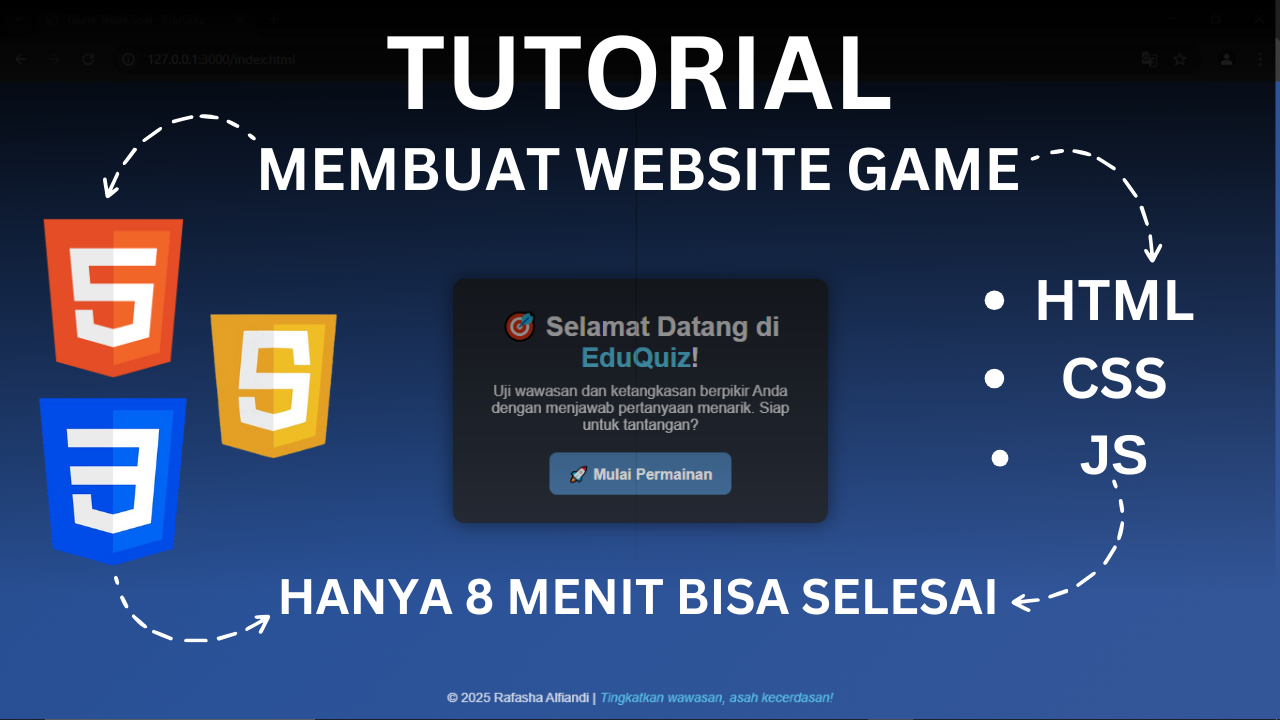 127.0.0.1:3000/index.html
TUTORIAL
MEMBUAT WEBSITE GAME
🎯 Selamat Datang di
EduQuiz!
Uji wawasan dan ketangkasan berpikir Anda
dengan menjawab pertanyaan menarik. Siap
untuk tantangan?
🚀 Mulai Permainan
• HTML
• CSS
• JS
HANYA 8 MENIT BISA SELESAI
© 2025 Rafasha Alfiandi | Tingkatkan wawasan, asah kecerdasan!